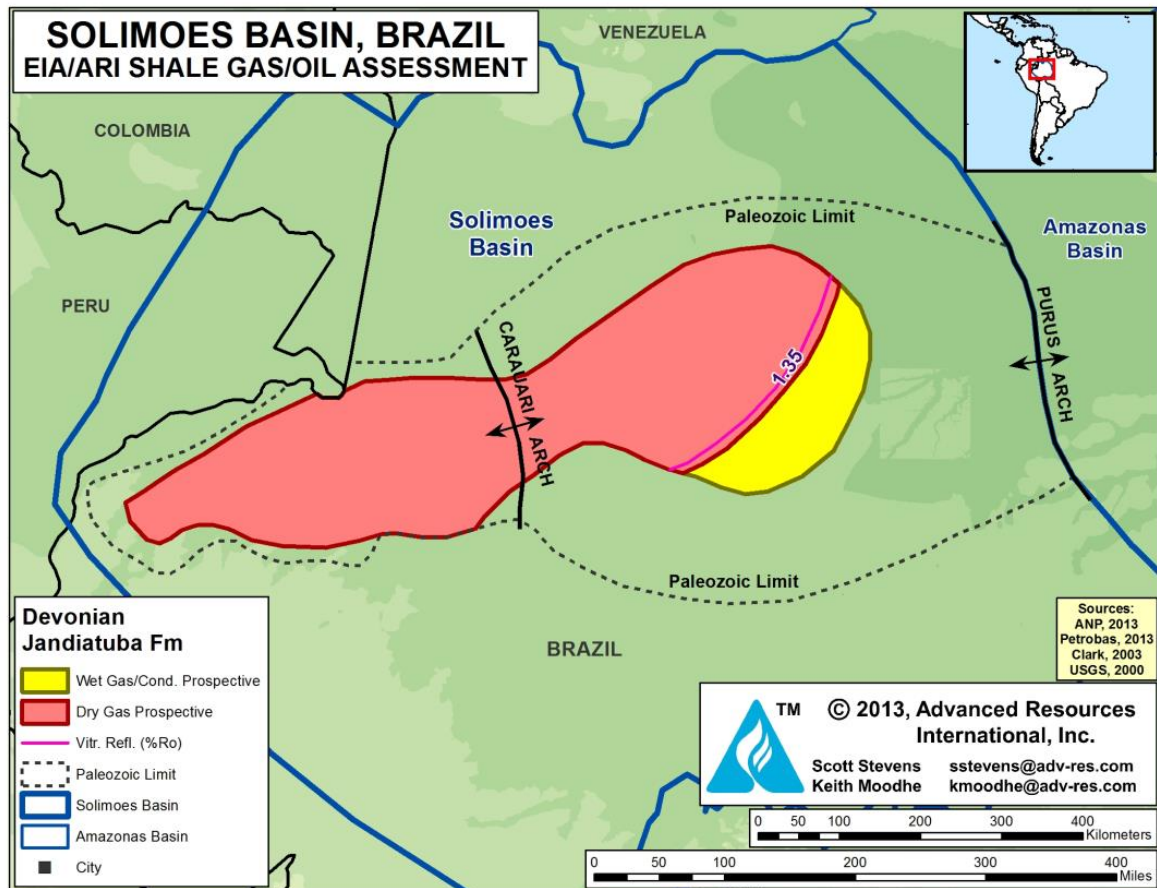 SOLIMOES BASIN, BRAZIL
EIA/ARI SHALE GAS/OIL ASSESSMENT
VENEZUELA
COLOMBIA
PERU
Solimoes
Basin
Paleozoic Limit
Amazonas
Basin
CARAUARI ARCH
1.35
PURUS ARCH
Paleozoic Limit
BRAZIL
Devonian
Jandiatuba Fm
Wet Gas/Cond. Prospective
Dry Gas Prospective
Vitr. Refl. (%Ro)
Paleozoic Limit
Solimoes Basin
Amazonas Basin
City
Sources:
ANP, 2013
Petrobas, 2013
Clark, 2003
USGS, 2000
TM
© 2013, Advanced Resources
International, Inc.
Scott Stevens sstevens@adv-res.com
Keith Moodhe kmoodhe@adv-res.com
0 50 100 200 300 400
Kilometers
0 50 100 200 300 400
Miles